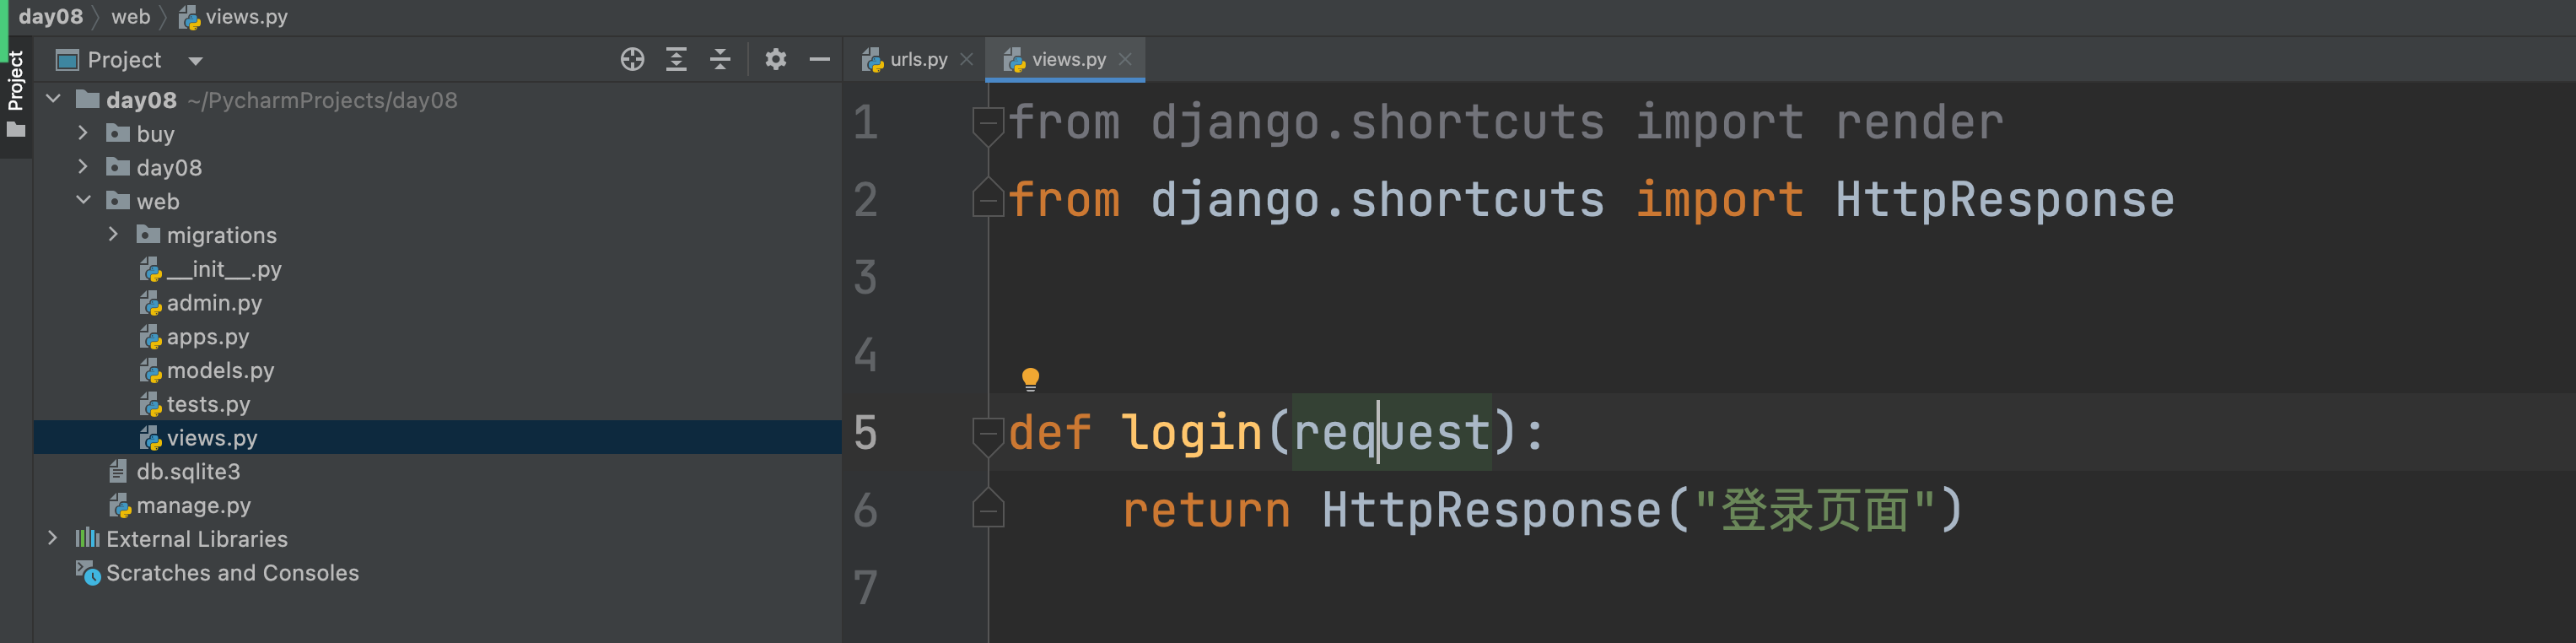 day08 web views.py
Project
Project
urls.py views.py
day08 ~/PycharmProjects/day08
buy
day08
web
migrations
__init__.py
admin.py
apps.py
models.py
tests.py
views.py
db.sqlite3
manage.py
External Libraries
Scratches and Consoles
1 from django.shortcuts import render
2 from django.shortcuts import HttpResponse
3
4
5 def login(request):
6     return HttpResponse("登录页面")
7